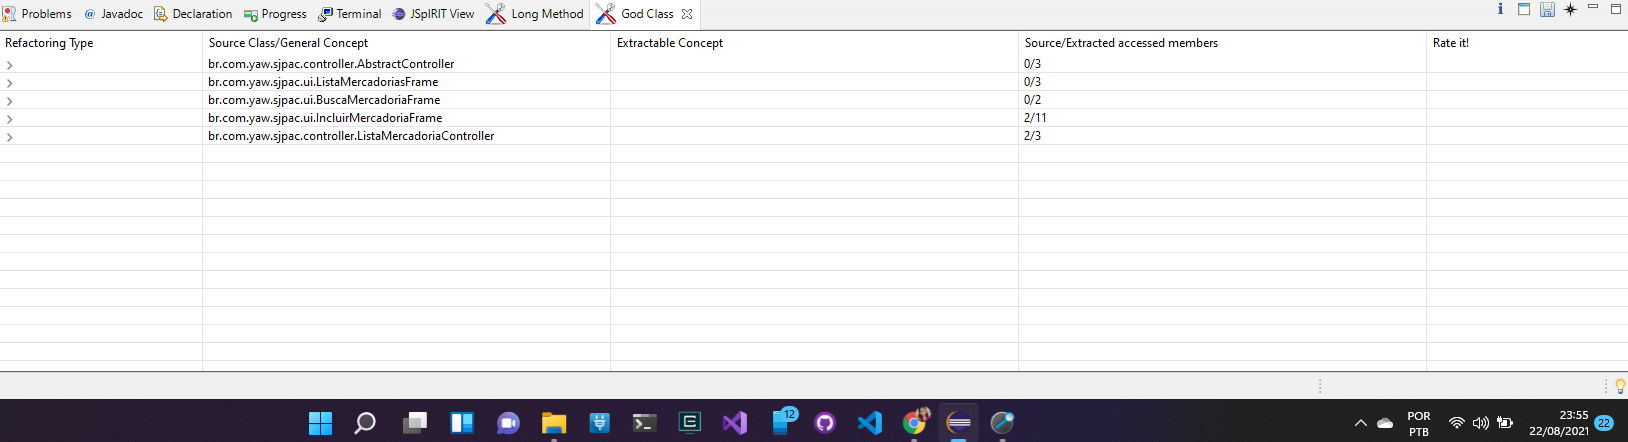 Problems @ Javadoc Declaration Progress Terminal JSpIRIT View Long Method God Class
Refactoring Type Source Class/General Concept Extractable Concept Source/Extracted accessed members Rate it!
br.com.yaw.sjpac.controller.AbstractController 0/3
br.com.yaw.sjpac.ui.ListaMercadoriasFrame 0/3
br.com.yaw.sjpac.ui.BuscaMercadoriaFrame 0/2
br.com.yaw.sjpac.ui.IncluirMercadoriaFrame 2/11
br.com.yaw.sjpac.controller.ListaMercadoriaController 2/3
12
POR 23:55
PTB 22/08/2021 22